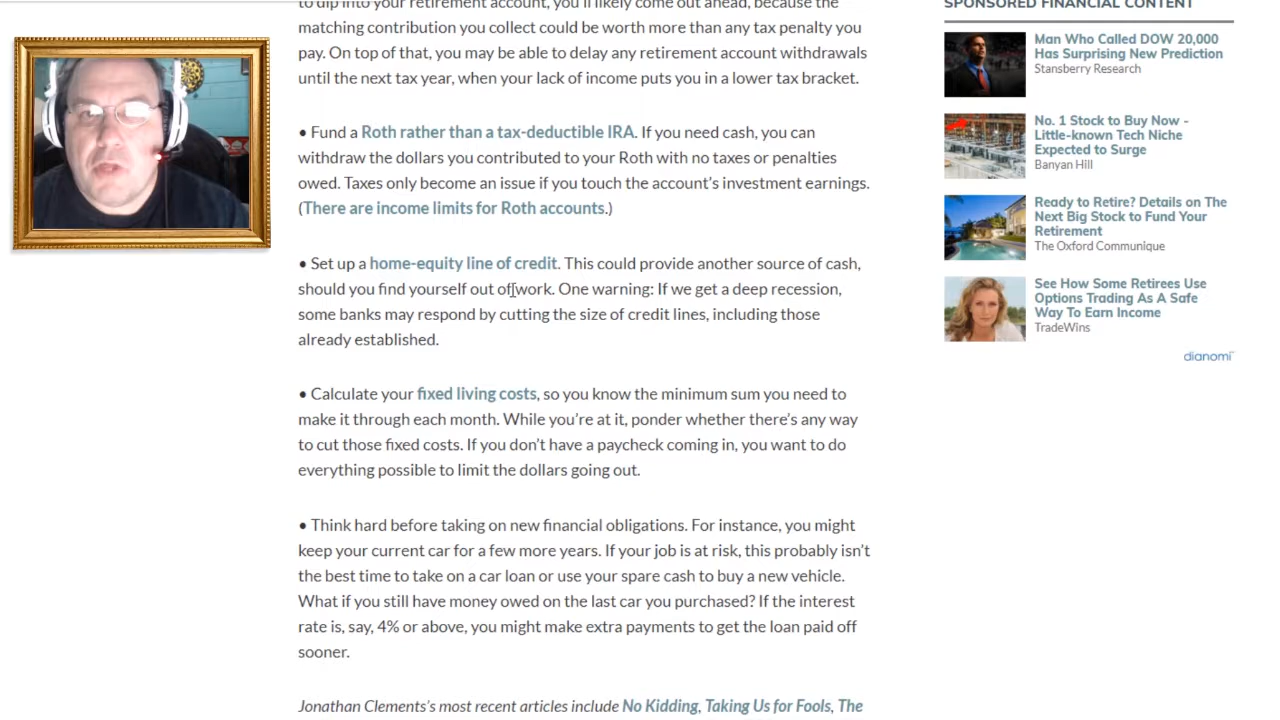 to dip into your retirement account, you'll likely come out ahead, because the
matching contribution you collect could be worth more than any tax penalty you
pay. On top of that, you may be able to delay any retirement account withdrawals
until the next tax year, when your lack of income puts you in a lower tax bracket.
• Fund a Roth rather than a tax-deductible IRA. If you need cash, you can
withdraw the dollars you contributed to your Roth with no taxes or penalties
owed. Taxes only become an issue if you touch the account's investment earnings.
(There are income limits for Roth accounts.)
• Set up a home-equity line of credit. This could provide another source of cash,
should you find yourself out of work. One warning: If we get a deep recession,
some banks may respond by cutting the size of credit lines, including those
already established.
• Calculate your fixed living costs, so you know the minimum sum you need to
make it through each month. While you're at it, ponder whether there's any way
to cut those fixed costs. If you don't have a paycheck coming in, you want to do
everything possible to limit the dollars going out.
• Think hard before taking on new financial obligations. For instance, you might
keep your current car for a few more years. If your job is at risk, this probably isn't
the best time to take on a car loan or use your spare cash to buy a new vehicle.
What if you still have money owed on the last car you purchased? If the interest
rate is, say, 4% or above, you might make extra payments to get the loan paid off
sooner.
Jonathan Clements's most recent articles include No Kidding, Taking Us for Fools, The
SPONSORED FINANCIAL CONTENT
Man Who Called DOW 20,000
Has Surprising New Prediction
Stansberry Research
No. 1 Stock to Buy Now -
Little-known Tech Niche
Expected to Surge
Banyan Hill
Ready to Retire? Details on The
Next Big Stock to Fund Your
Retirement
The Oxford Communique
See How Some Retirees Use
Options Trading As A Safe
Way To Earn Income
TradeWins
dianomi